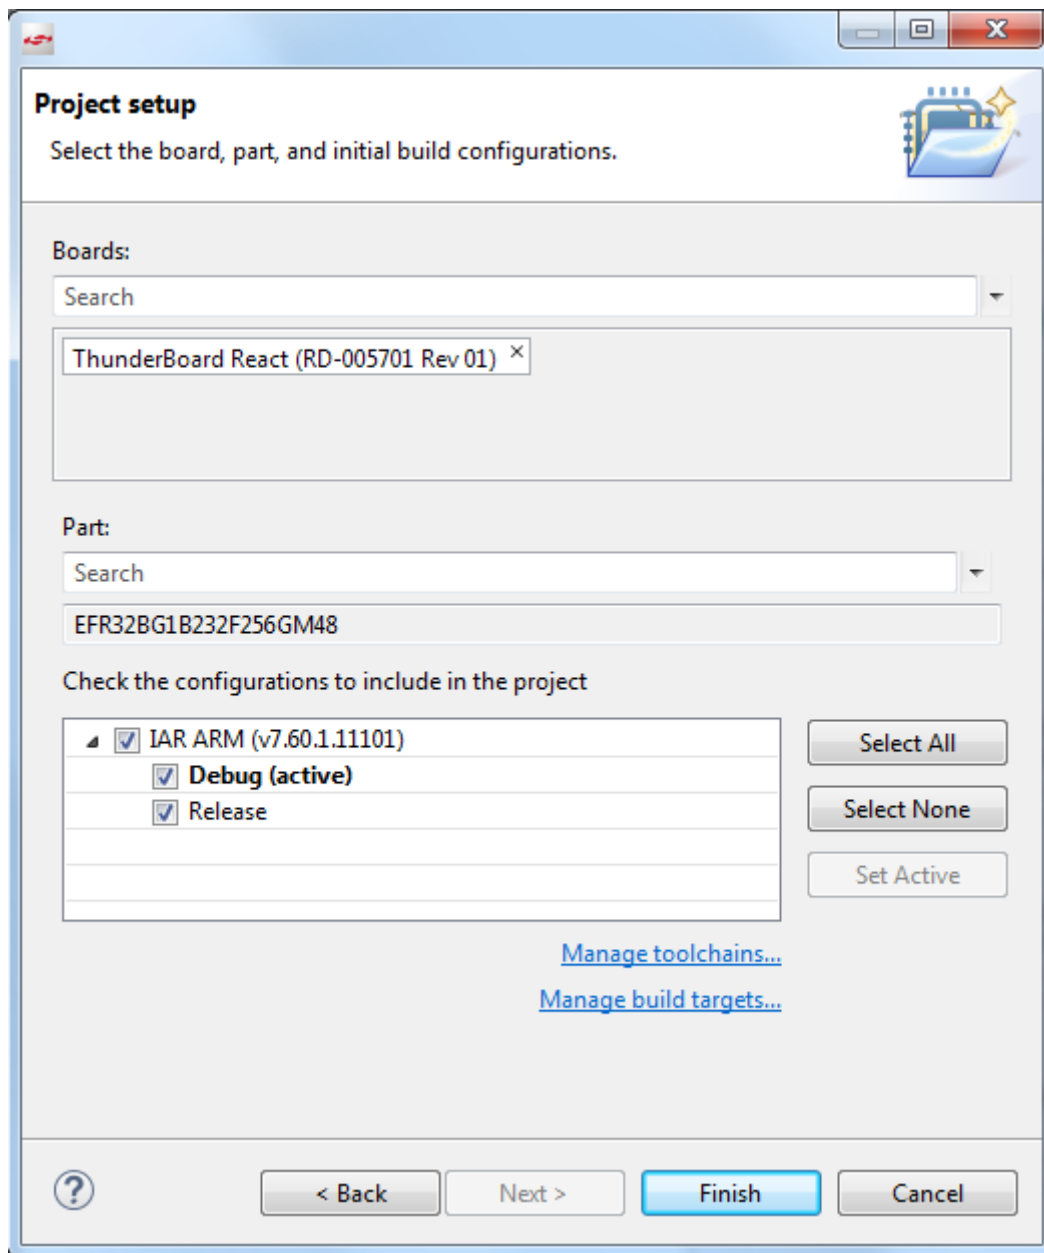 Project setup
Select the board, part, and initial build configurations.
Boards:
Search
ThunderBoard React (RD-005701 Rev 01) ×
Part:
Search
EFR32BG1B232F256GM48
Check the configurations to include in the project
IAR ARM (v7.60.1.11101)
Select All
Debug (active)
Release
Select None
Set Active
Manage toolchains...
Manage build targets...
? < Back Next > Finish Cancel